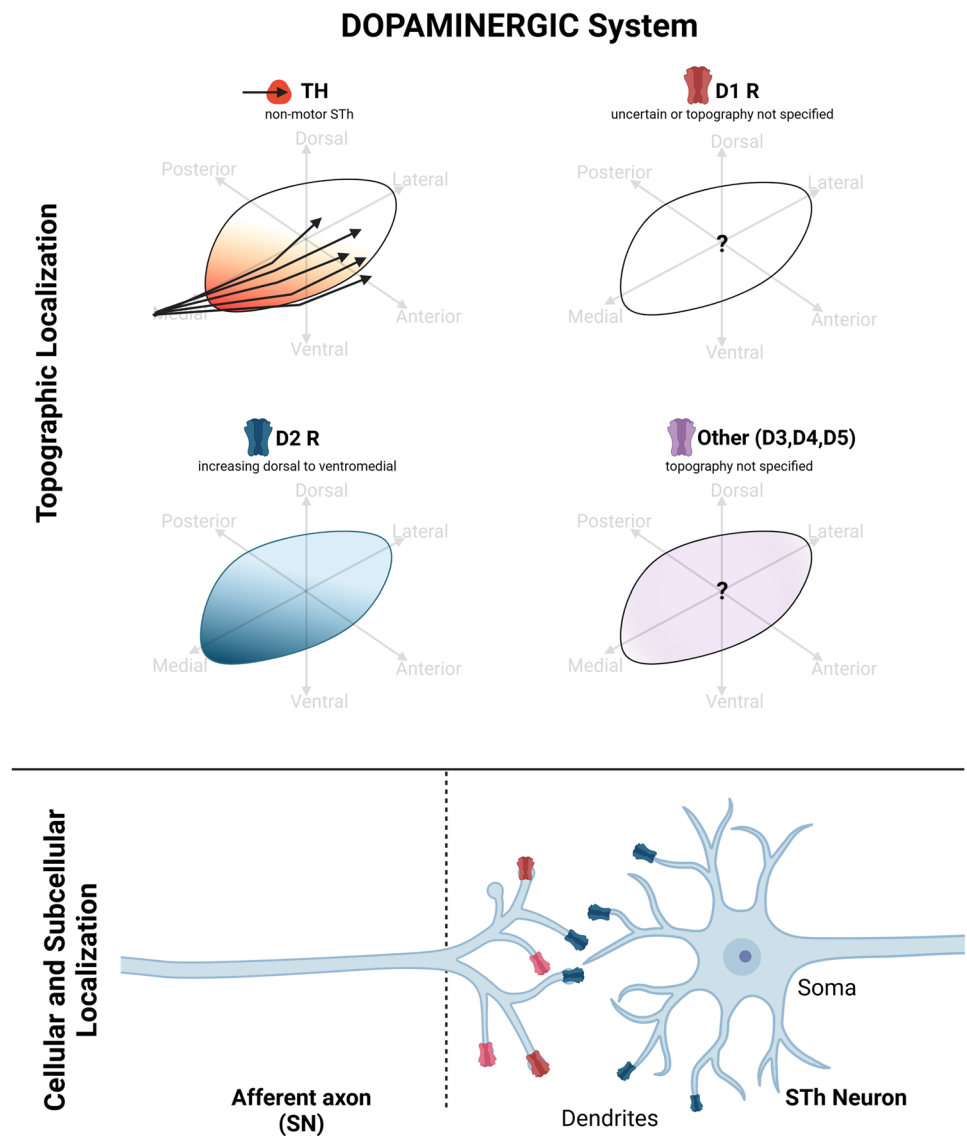 DOPAMINERGIC System
TH
non-motor STh
Dorsal
Posterior
Lateral
Medial
Anterior
Ventral
D1 R
uncertain or topography not specified
Dorsal
Posterior
Lateral
?
Medial
Anterior
Ventral
Topographic Localization
D2 R
increasing dorsal to ventromedial
Dorsal
Posterior
Lateral
Medial
Anterior
Ventral
Other (D3,D4,D5)
topography not specified
Dorsal
Posterior
Lateral
?
Medial
Anterior
Ventral
Cellular and Subcellular
Localization
Afferent axon
(SN)
Dendrites
Soma
STh Neuron